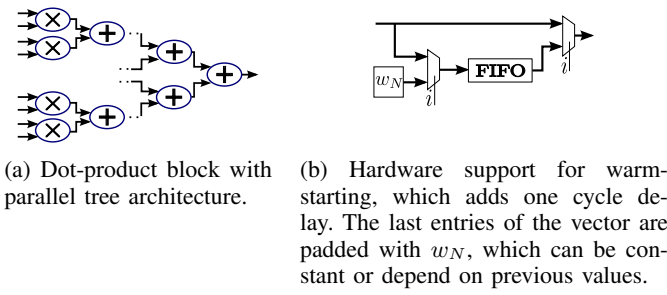 w_N
i
FIFO
i
(a) Dot-product block with
parallel tree architecture.
(b) Hardware support for warm-
starting, which adds one cycle de-
lay. The last entries of the vector are
padded with w_N, which can be con-
stant or depend on previous values.